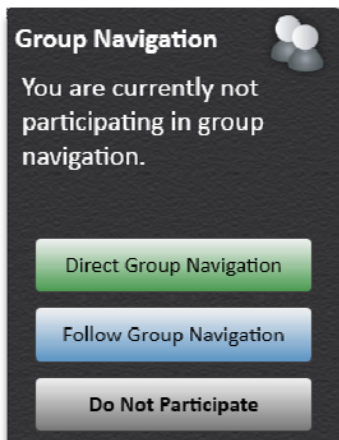 Group Navigation
You are currently not
participating in group
navigation.
Direct Group Navigation
Follow Group Navigation
Do Not Participate